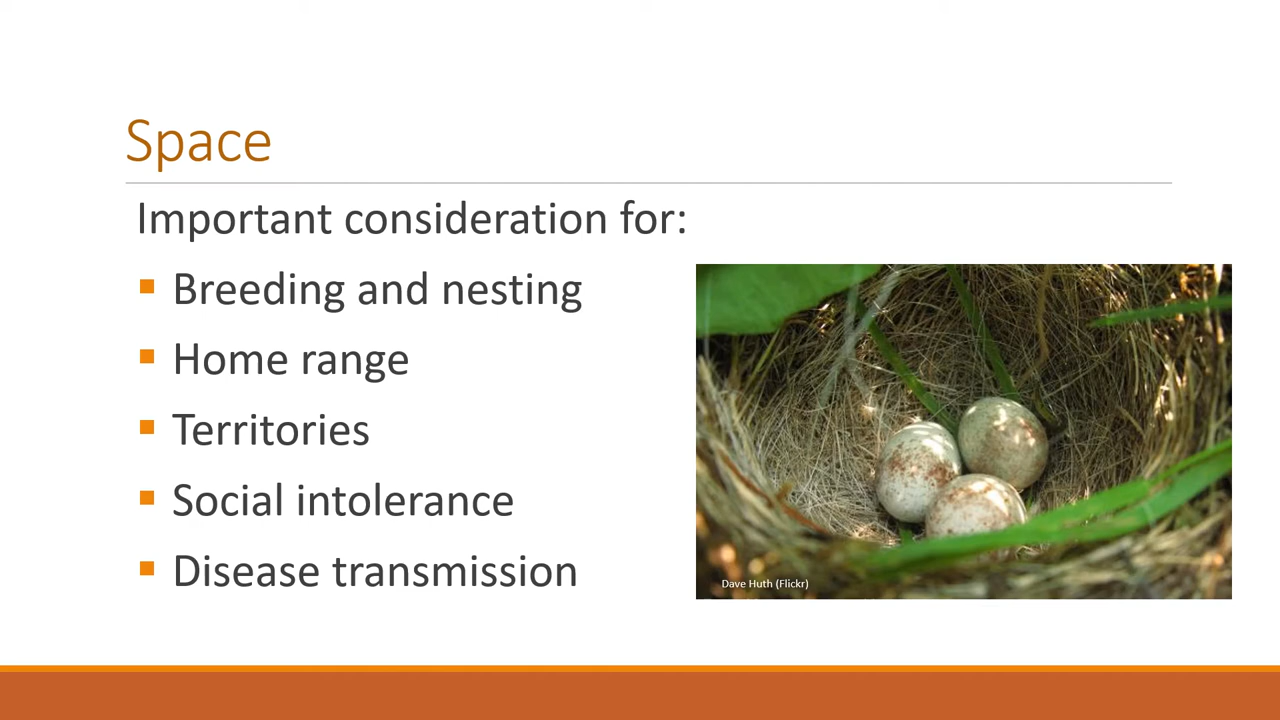 Space
Important consideration for:
Breeding and nesting
Home range
Territories
Social intolerance
Disease transmission
Dave Huth (Flickr)